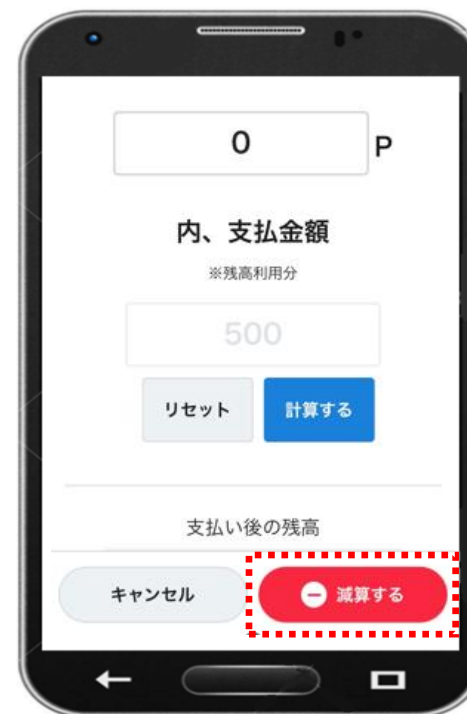 0 P
内、支払金額
※残高利用分
500
リセット 計算する
支払い後の残高
キャンセル 減算する